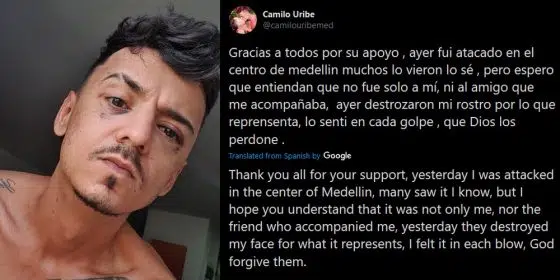 Camilo Uribe
@camilouribemed
Gracias a todos por su apoyo , ayer fui atacado en el
centro de medellin muchos lo vieron lo sé , pero espero
que entiendan que no fue solo a mí, ni al amigo que
me acompañaba, ayer destrozaron mi rostro por lo que
reprensenta, lo senti en cada golpe , que Dios los
perdone .
Translated from Spanish by Google
Thank you all for your support, yesterday I was attacked
in the center of Medellin, many saw it I know, but I
hope you understand that it was not only me, nor the
friend who accompanied me, yesterday they destroyed
my face for what it represents, I felt it in each blow, God
forgive them.